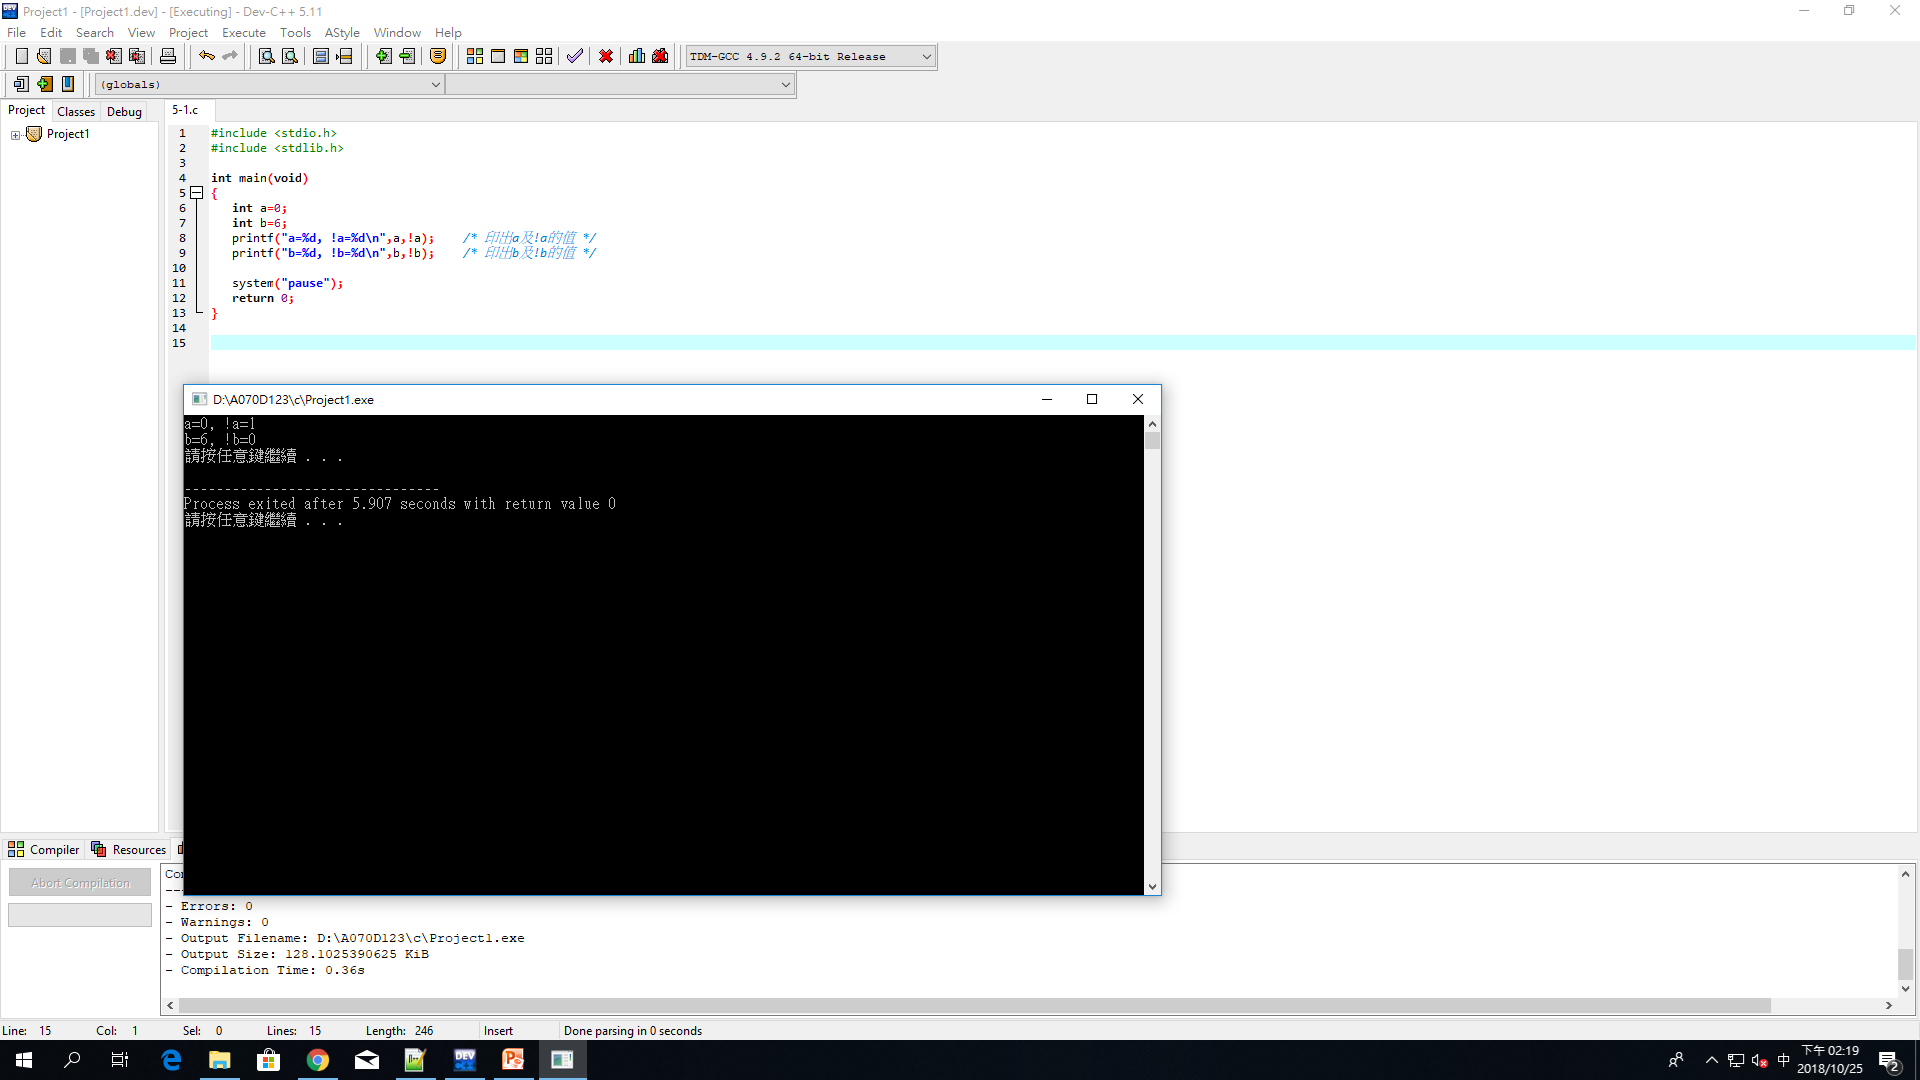 Project1 - [Project1.dev] - [Executing] - Dev-C++ 5.11
File Edit Search View Project Execute Tools AStyle Window Help
TDM-GCC 4.9.2 64-bit Release
(globals)
Project Classes Debug
5-1.c
Project1
1 #include <stdio.h>
2 #include <stdlib.h>
3
4 int main(void)
5 {
6 int a=0;
7 int b=6;
8 printf("a=%d, !a=%d\n",a,!a); /* 印出a及!a的值 */
9 printf("b=%d, !b=%d\n",b,!b); /* 印出b及!b的值 */
10
11 system("pause");
12 return 0;
13 }
14
15
D:\A070D123\c\Project1.exe
a=0, !a=1
b=6, !b=0
請按任意鍵繼續 . . .
--------------------------------
Process exited after 5.907 seconds with return value 0
請按任意鍵繼續 . . .
Compiler Resources
Abort Compilation
- Errors: 0
- Warnings: 0
- Output Filename: D:\A070D123\c\Project1.exe
- Output Size: 128.1025390625 KiB
- Compilation Time: 0.36s
Line: 15 Col: 1 Sel: 0 Lines: 15 Length: 246 Insert Done parsing in 0 seconds
中
下午 02:19
2018/10/25
2